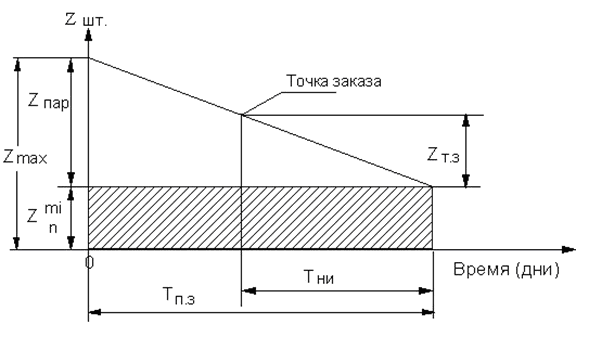 Z шт.
Точка заказа
Z пар
Z max
Z т.з
Z mi
n
0
Время (дни)
T ни
T п.з